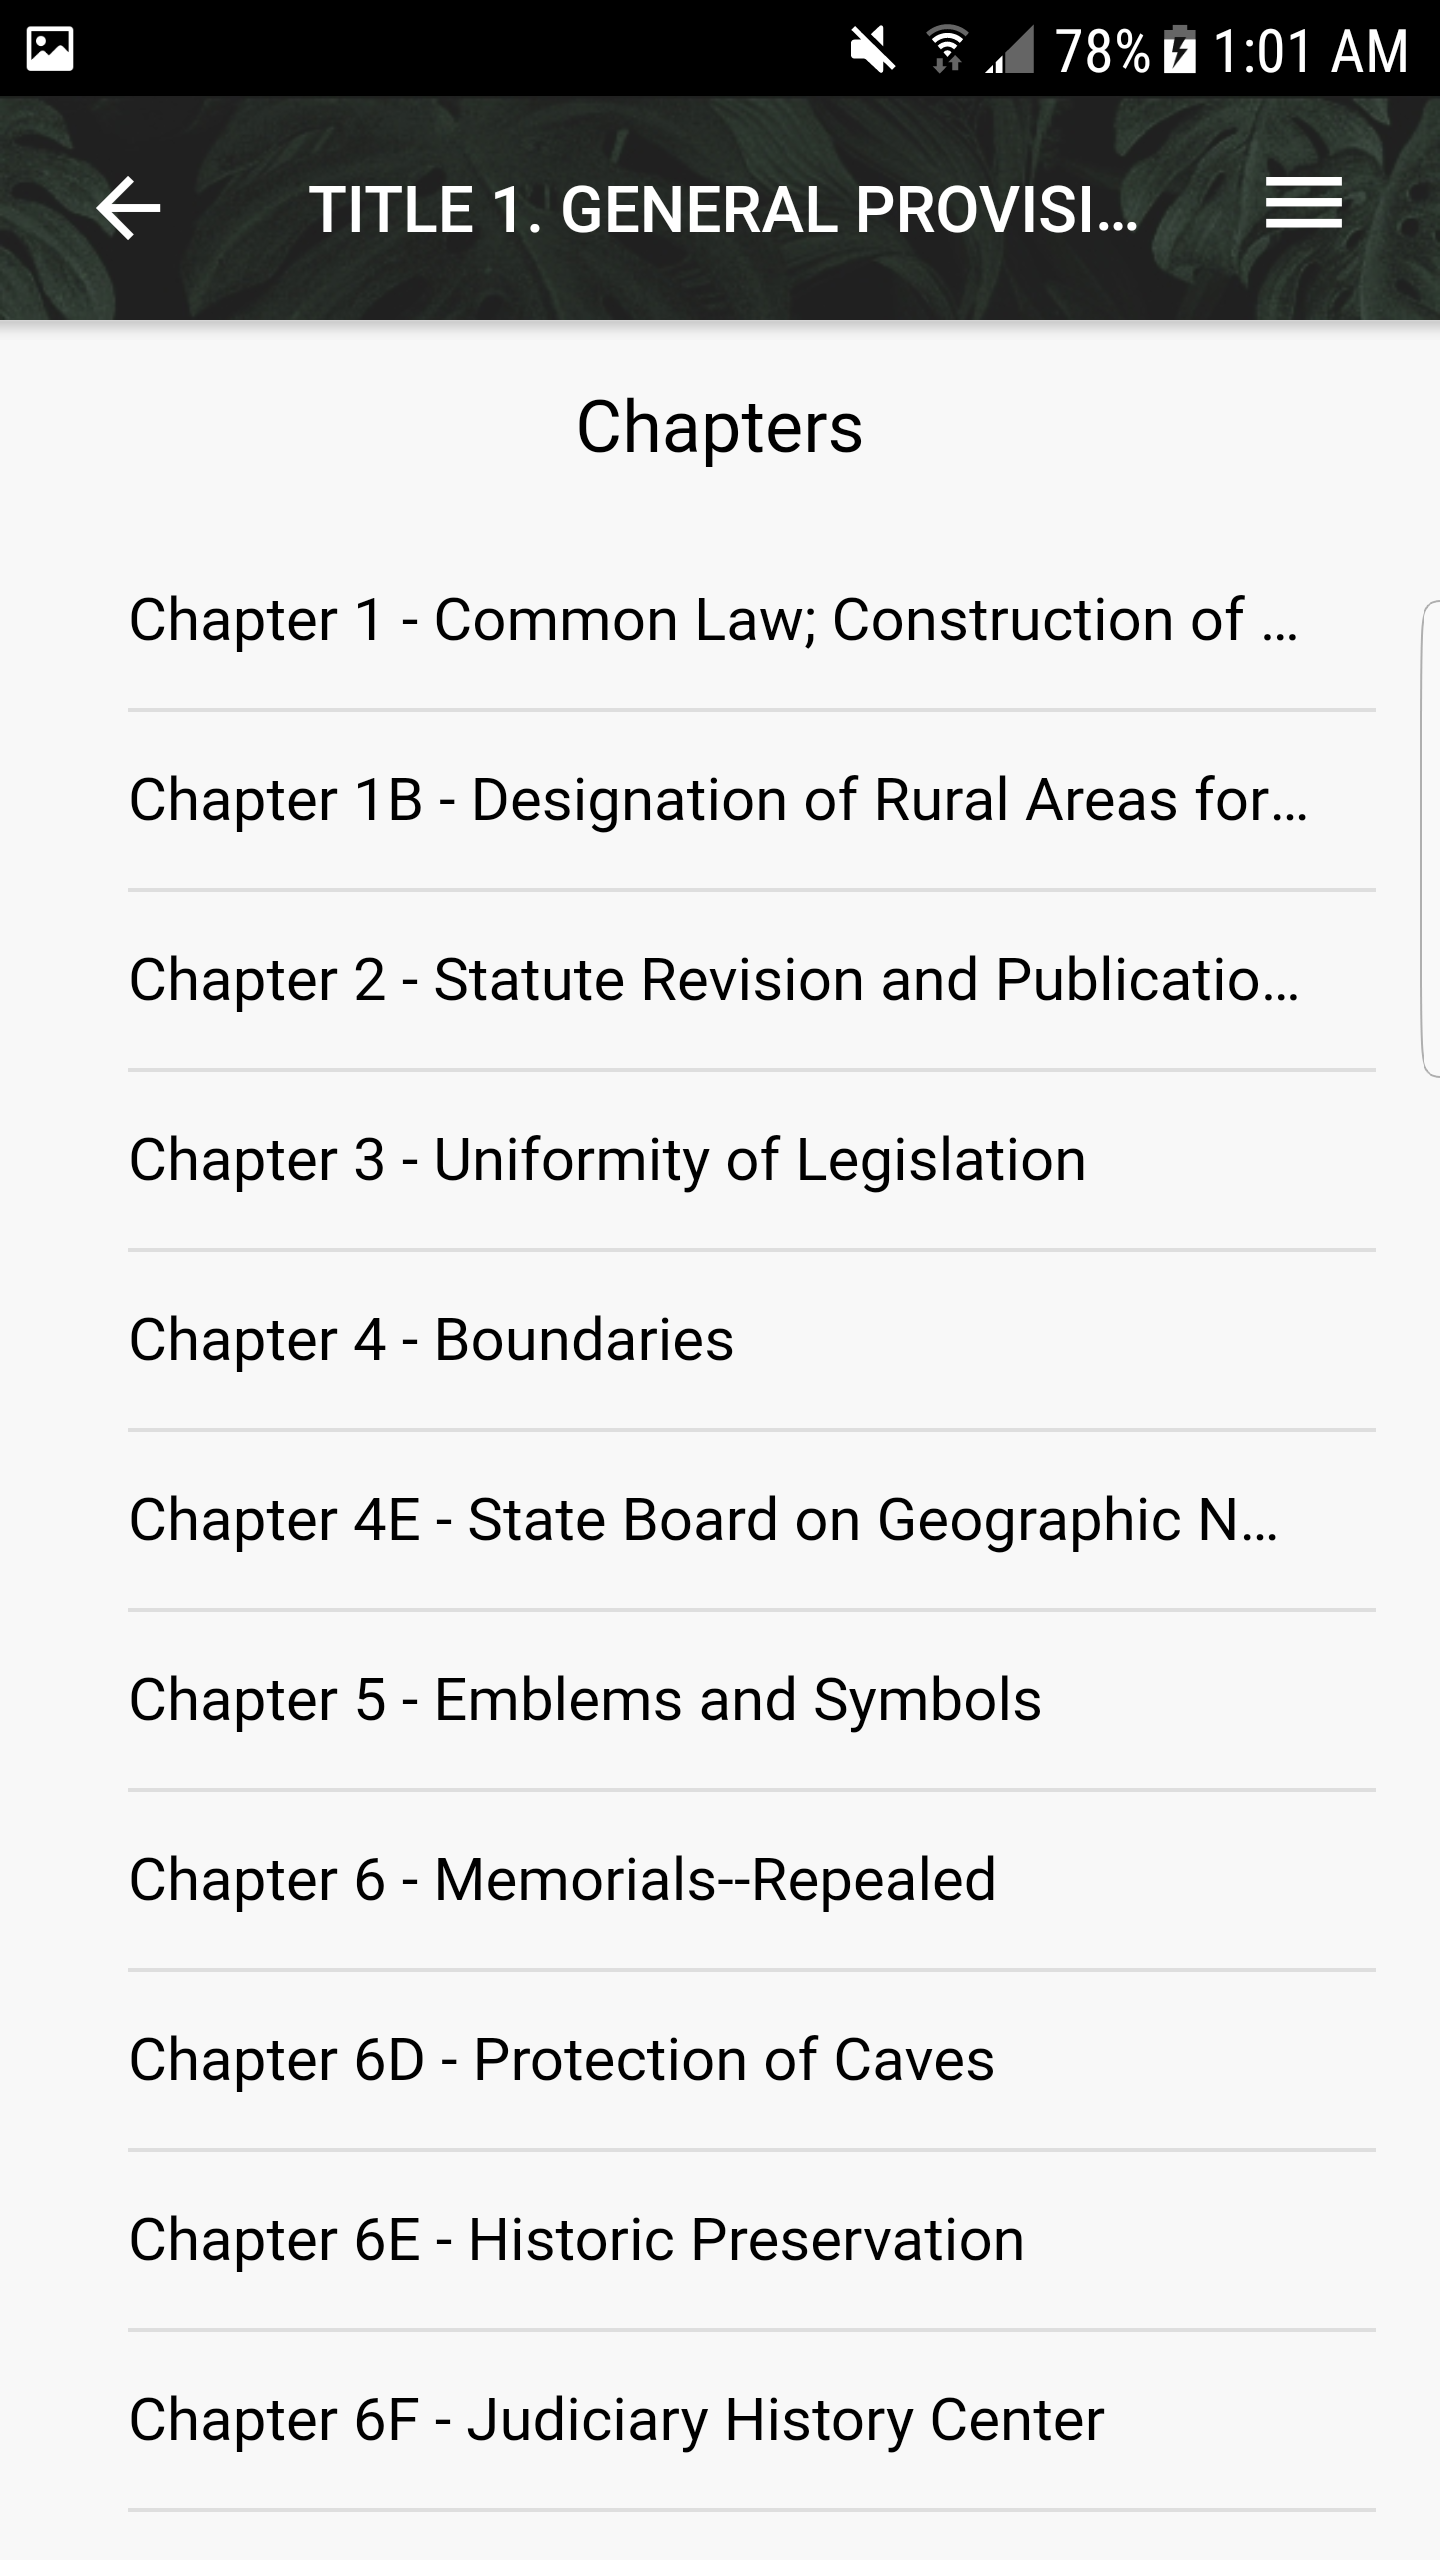 78% 1:01 AM
TITLE 1. GENERAL PROVISI...
Chapters
Chapter 1 - Common Law; Construction of ...
Chapter 1B - Designation of Rural Areas for...
Chapter 2 - Statute Revision and Publicatio...
Chapter 3 - Uniformity of Legislation
Chapter 4 - Boundaries
Chapter 4E - State Board on Geographic N...
Chapter 5 - Emblems and Symbols
Chapter 6 - Memorials--Repealed
Chapter 6D - Protection of Caves
Chapter 6E - Historic Preservation
Chapter 6F - Judiciary History Center